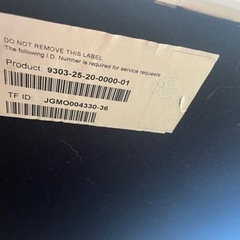 DO NOT REMOVE THIS LABEL
The following I.D. Number is required for service requests
Product: 9303-25-20-0000-01
TF ID JGMO004330-36